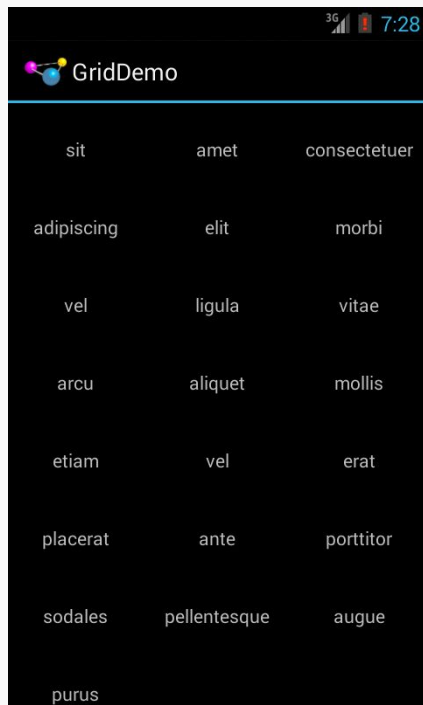 3G 7:28
GridDemo
sit amet consectetuer
adipiscing elit morbi
vel ligula vitae
arcu aliquet mollis
etiam vel erat
placerat ante porttitor
sodales pellentesque augue
purus